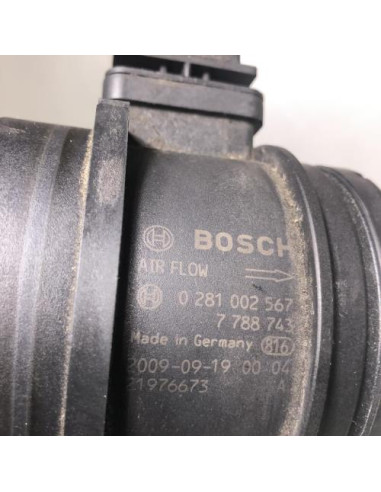 BOSCH
AIR FLOW
0 281 002 567
7 788 743
Made in Germany 816
2009-09-19 00 04
21976673 A